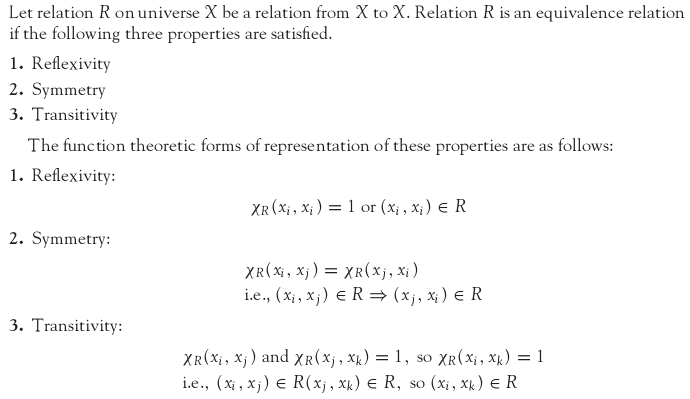 Let relation R on universe X be a relation from X to X. Relation R is an equivalence relation
if the following three properties are satisfied.
1. Reflexivity
2. Symmetry
3. Transitivity
The function theoretic forms of representation of these properties are as follows:
1. Reflexivity:
χR(xi, xi) = 1 or (xi, xi) ∈ R
2. Symmetry:
χR(xi, xj) = χR(xj, xi)
i.e., (xi, xj) ∈ R ⇒ (xj, xi) ∈ R
3. Transitivity:
χR(xi, xj) and χR(xj, xk) = 1, so χR(xi, xk) = 1
i.e., (xi, xj) ∈ R(xj, xk) ∈ R, so (xi, xk) ∈ R